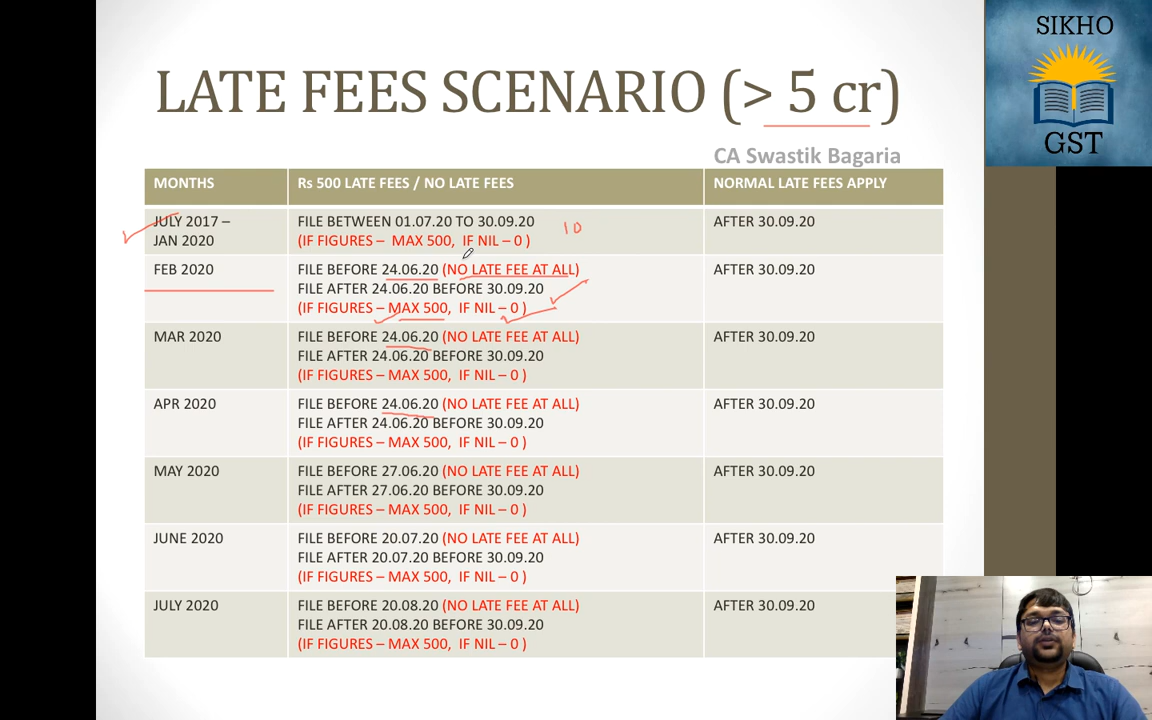 SIKHO
GST
LATE FEES SCENARIO (> 5 cr)
CA Swastik Bagaria
MONTHS Rs 500 LATE FEES / NO LATE FEES NORMAL LATE FEES APPLY
JULY 2017 – FILE BETWEEN 01.07.20 TO 30.09.20 AFTER 30.09.20
10
JAN 2020 (IF FIGURES – MAX 500, IF NIL – 0 )
FEB 2020 FILE BEFORE 24.06.20 (NO LATE FEE AT ALL) AFTER 30.09.20
FILE AFTER 24.06.20 BEFORE 30.09.20
(IF FIGURES – MAX 500, IF NIL – 0 )
MAR 2020 FILE BEFORE 24.06.20 (NO LATE FEE AT ALL) AFTER 30.09.20
FILE AFTER 24.06.20 BEFORE 30.09.20
(IF FIGURES – MAX 500, IF NIL – 0 )
APR 2020 FILE BEFORE 24.06.20 (NO LATE FEE AT ALL) AFTER 30.09.20
FILE AFTER 24.06.20 BEFORE 30.09.20
(IF FIGURES – MAX 500, IF NIL – 0 )
MAY 2020 FILE BEFORE 27.06.20 (NO LATE FEE AT ALL) AFTER 30.09.20
FILE AFTER 27.06.20 BEFORE 30.09.20
(IF FIGURES – MAX 500, IF NIL – 0 )
JUNE 2020 FILE BEFORE 20.07.20 (NO LATE FEE AT ALL) AFTER 30.09.20
FILE AFTER 20.07.20 BEFORE 30.09.20
(IF FIGURES – MAX 500, IF NIL – 0 )
JULY 2020 FILE BEFORE 20.08.20 (NO LATE FEE AT ALL) AFTER 30.09.20
FILE AFTER 20.08.20 BEFORE 30.09.20
(IF FIGURES – MAX 500, IF NIL – 0 )